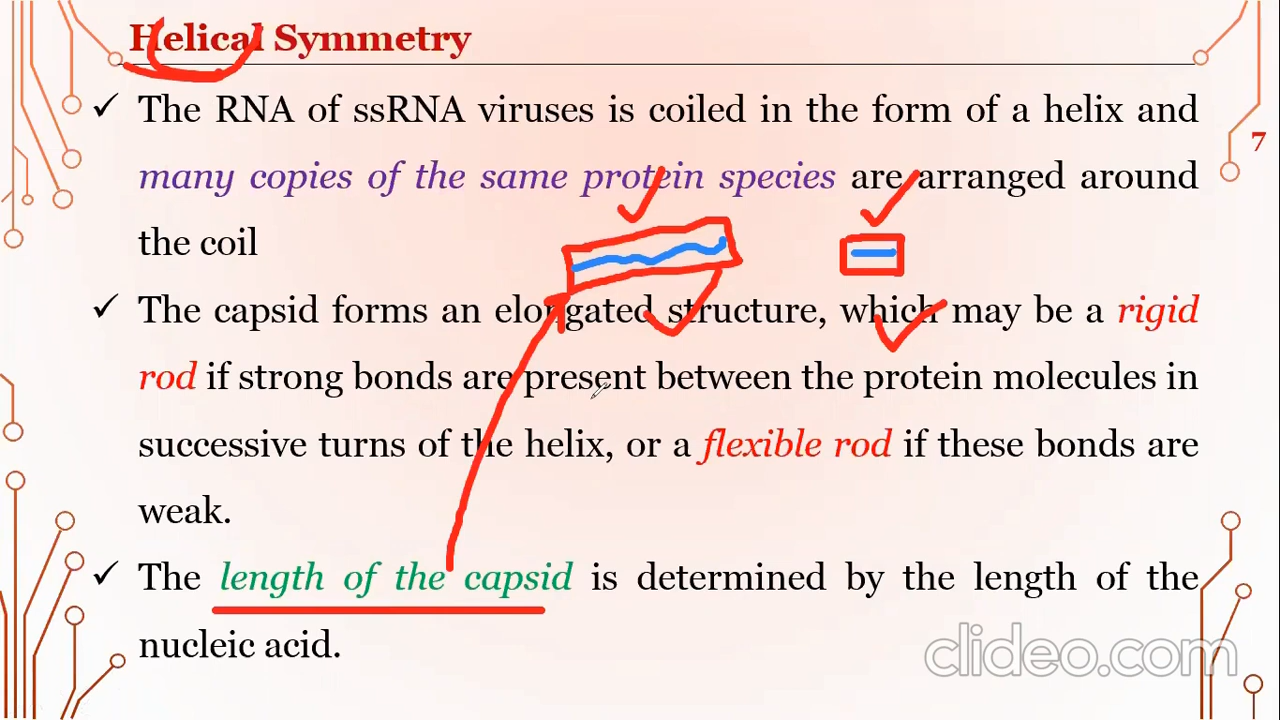 Helical Symmetry
✓ The RNA of ssRNA viruses is coiled in the form of a helix and
7
many copies of the same protein species are arranged around
the coil
✓ The capsid forms an elongated structure, which may be a rigid
rod if strong bonds are present between the protein molecules in
successive turns of the helix, or a flexible rod if these bonds are
weak.
✓ The length of the capsid is determined by the length of the
nucleic acid.
clideo.com